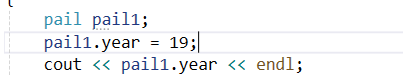 {
pail pail1;
pail1.year = 19;
cout << pail1.year << endl;